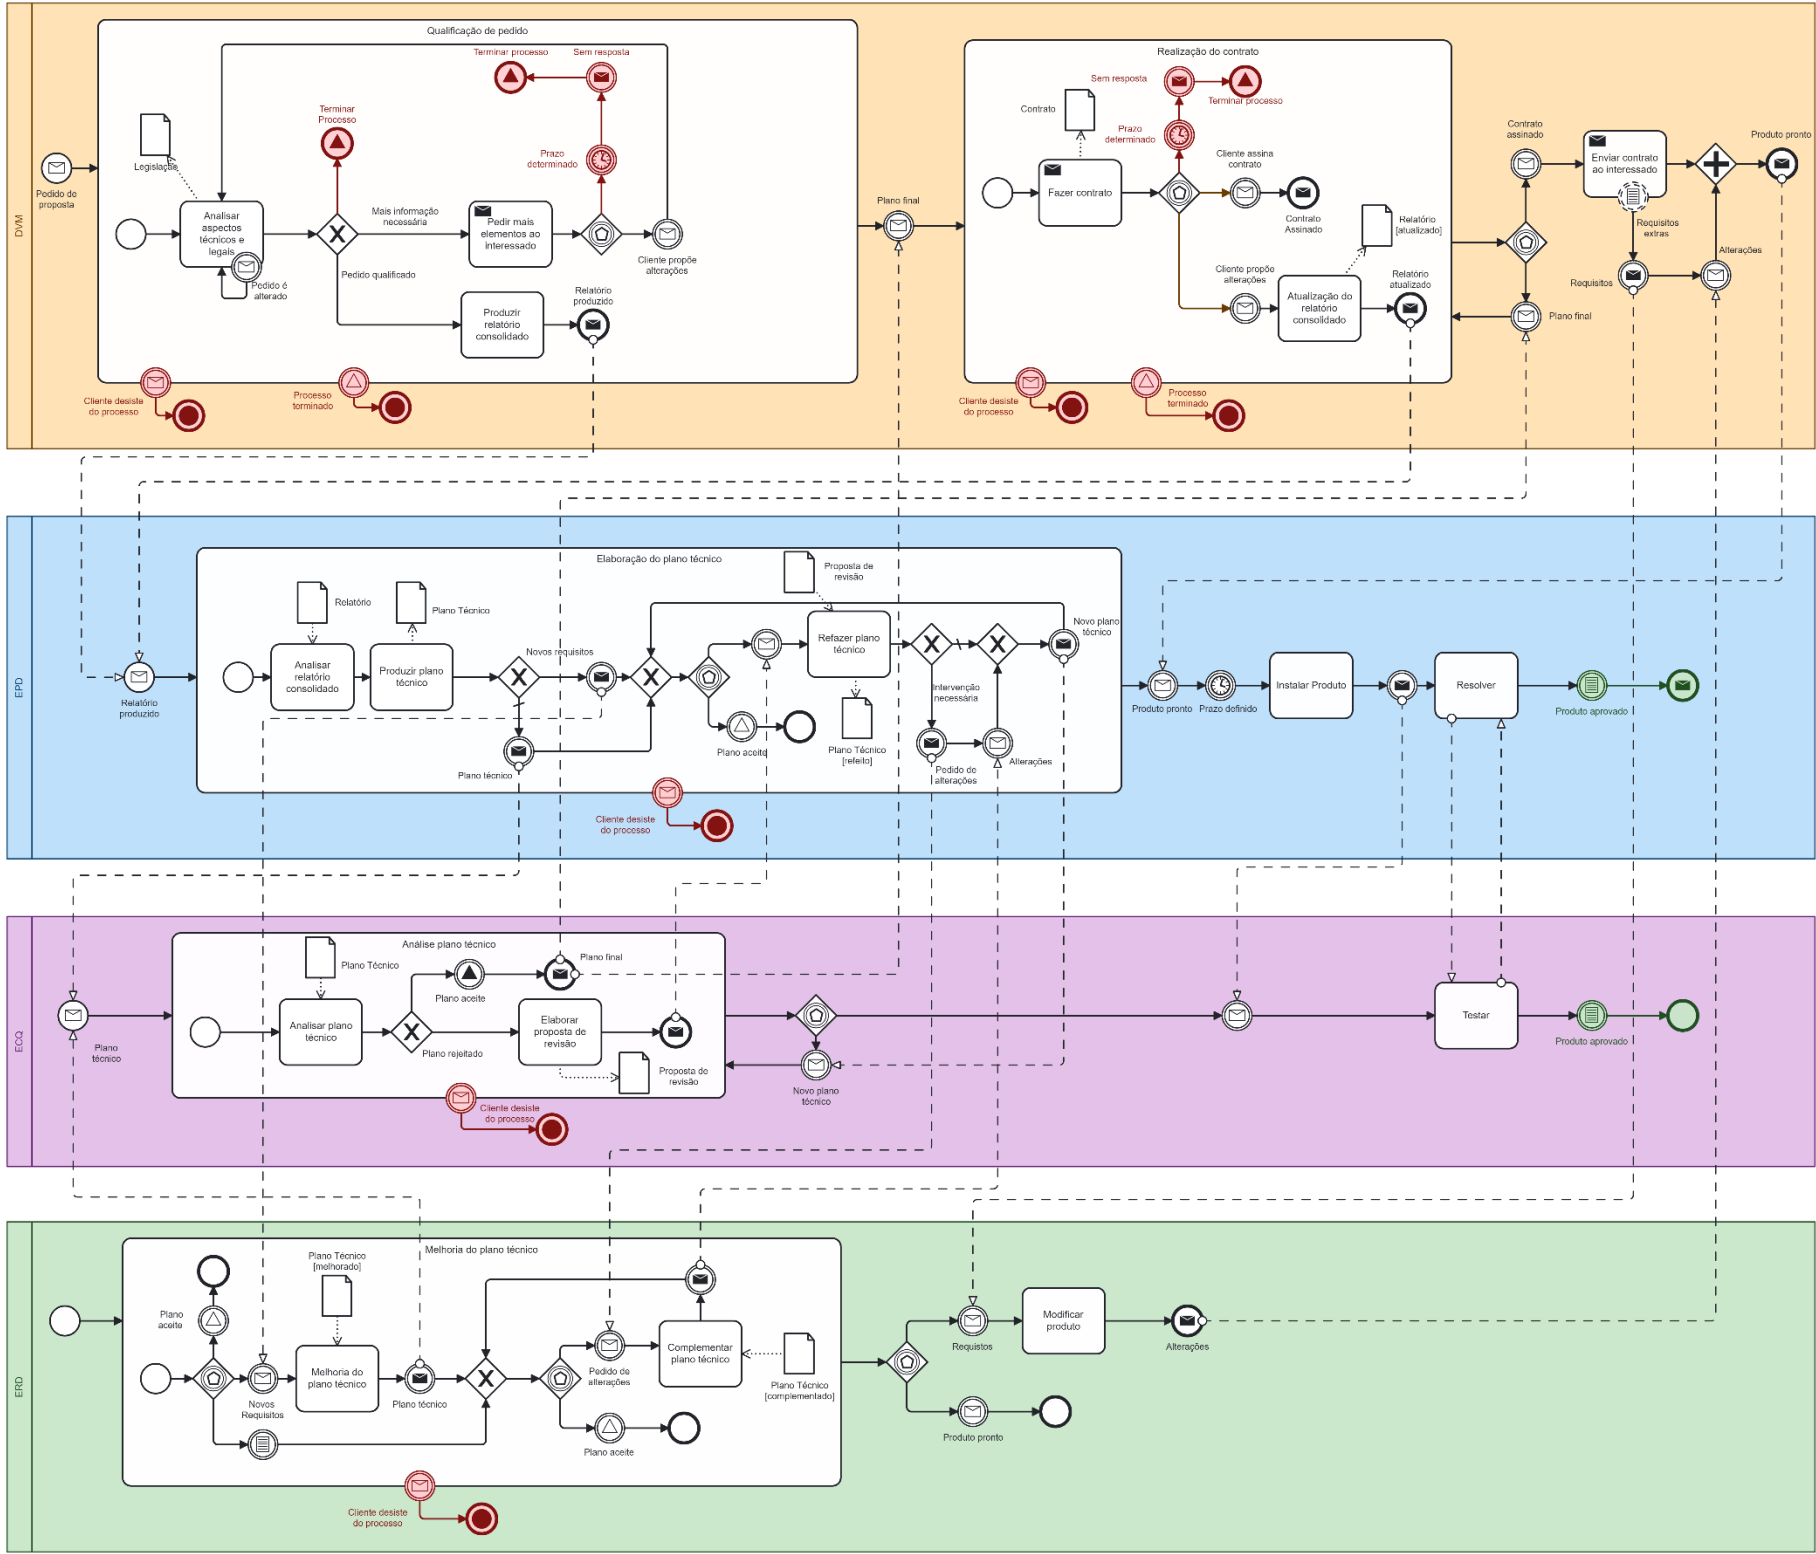 DVM
Qualificação de pedido
Terminar processo
Sem resposta
Terminar
Processo
Prazo
determinado
Legislação
Pedido de
proposta
Analisar
aspectos
técnicos e
legais
Mais informação
necessária
Pedir mais
elementos ao
interessado
Cliente propõe
alterações
Pedido é
alterado
Pedido qualificado
Relatório
produzido
Produzir
relatório
consolidado
Cliente desiste
do processo
Processo
terminado
Plano final
Realização do contrato
Sem resposta
Terminar processo
Contrato
Prazo
determinado
Fazer contrato
Cliente assina
contrato
Contrato
Assinado
Relatório
[atualizado]
Cliente propõe
alterações
Atualização do
relatório
consolidado
Relatório
atualizado
Cliente desiste
do processo
Processo
terminado
Contrato
assinado
Enviar contrato
ao interessado
Produto pronto
Requisitos
extras
Alterações
Requisitos
Plano final
EPD
Elaboração do plano técnico
Proposta de
revisão
Relatório
Plano Técnico
Relatório
produzido
Analisar
relatório
consolidado
Produzir plano
técnico
Novos requisitos
Refazer plano
técnico
Novo plano
técnico
Intervenção
necessária
Plano técnico
Plano aceite
Plano Técnico
[refeito]
Pedido de
alterações
Alterações
Cliente desiste
do processo
Produto pronto
Prazo definido
Instalar Produto
Resolver
Produto aprovado
ECQ
Análise plano técnico
Plano Técnico
Plano final
Plano aceite
Plano
técnico
Analisar plano
técnico
Plano rejeitado
Elaborar
proposta de
revisão
Proposta de
revisão
Cliente desiste
do processo
Novo plano
técnico
Testar
Produto aprovado
ERD
Melhoria do plano técnico
Plano Técnico
[melhorado]
Plano
aceite
Novos
Requisitos
Melhoria do
plano técnico
Plano técnico
Pedido de
alterações
Complementar
plano técnico
Plano Técnico
[complementado]
Plano aceite
Cliente desiste
do processo
Requistos
Modificar
produto
Alterações
Produto pronto